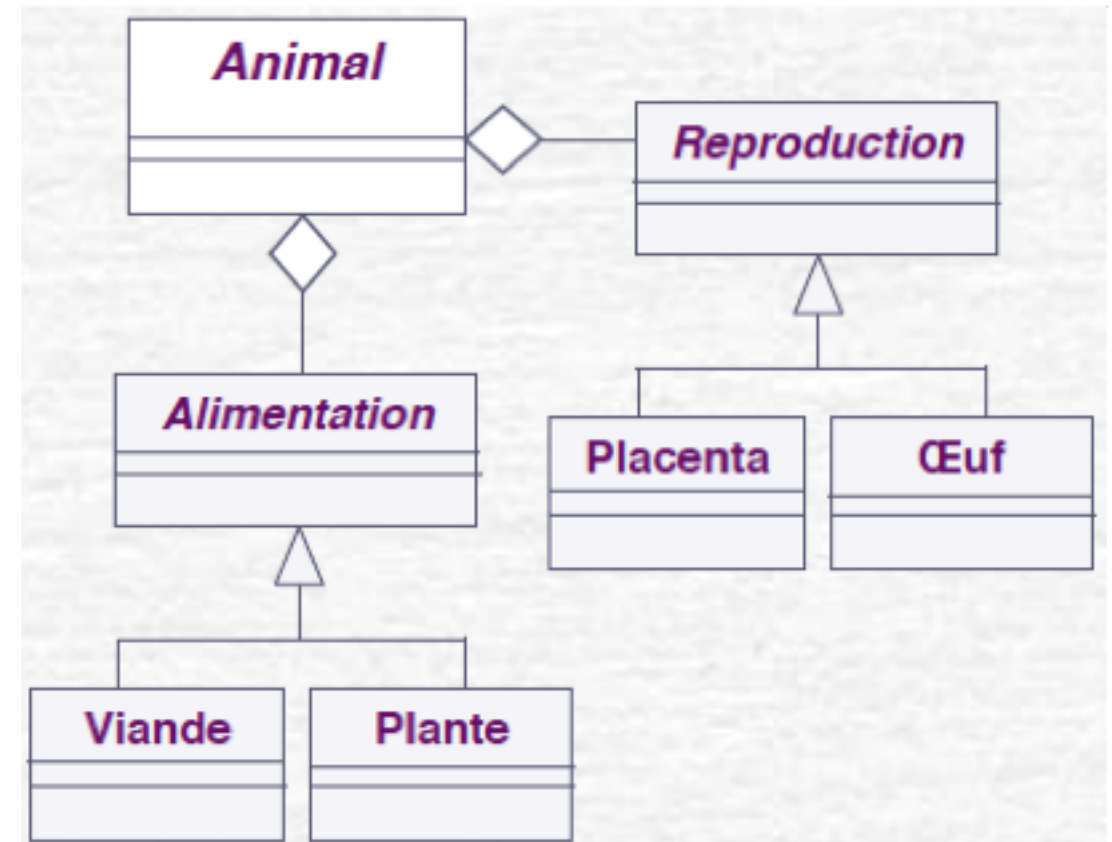 Animal
Reproduction
Alimentation
Placenta
Œuf
Viande
Plante